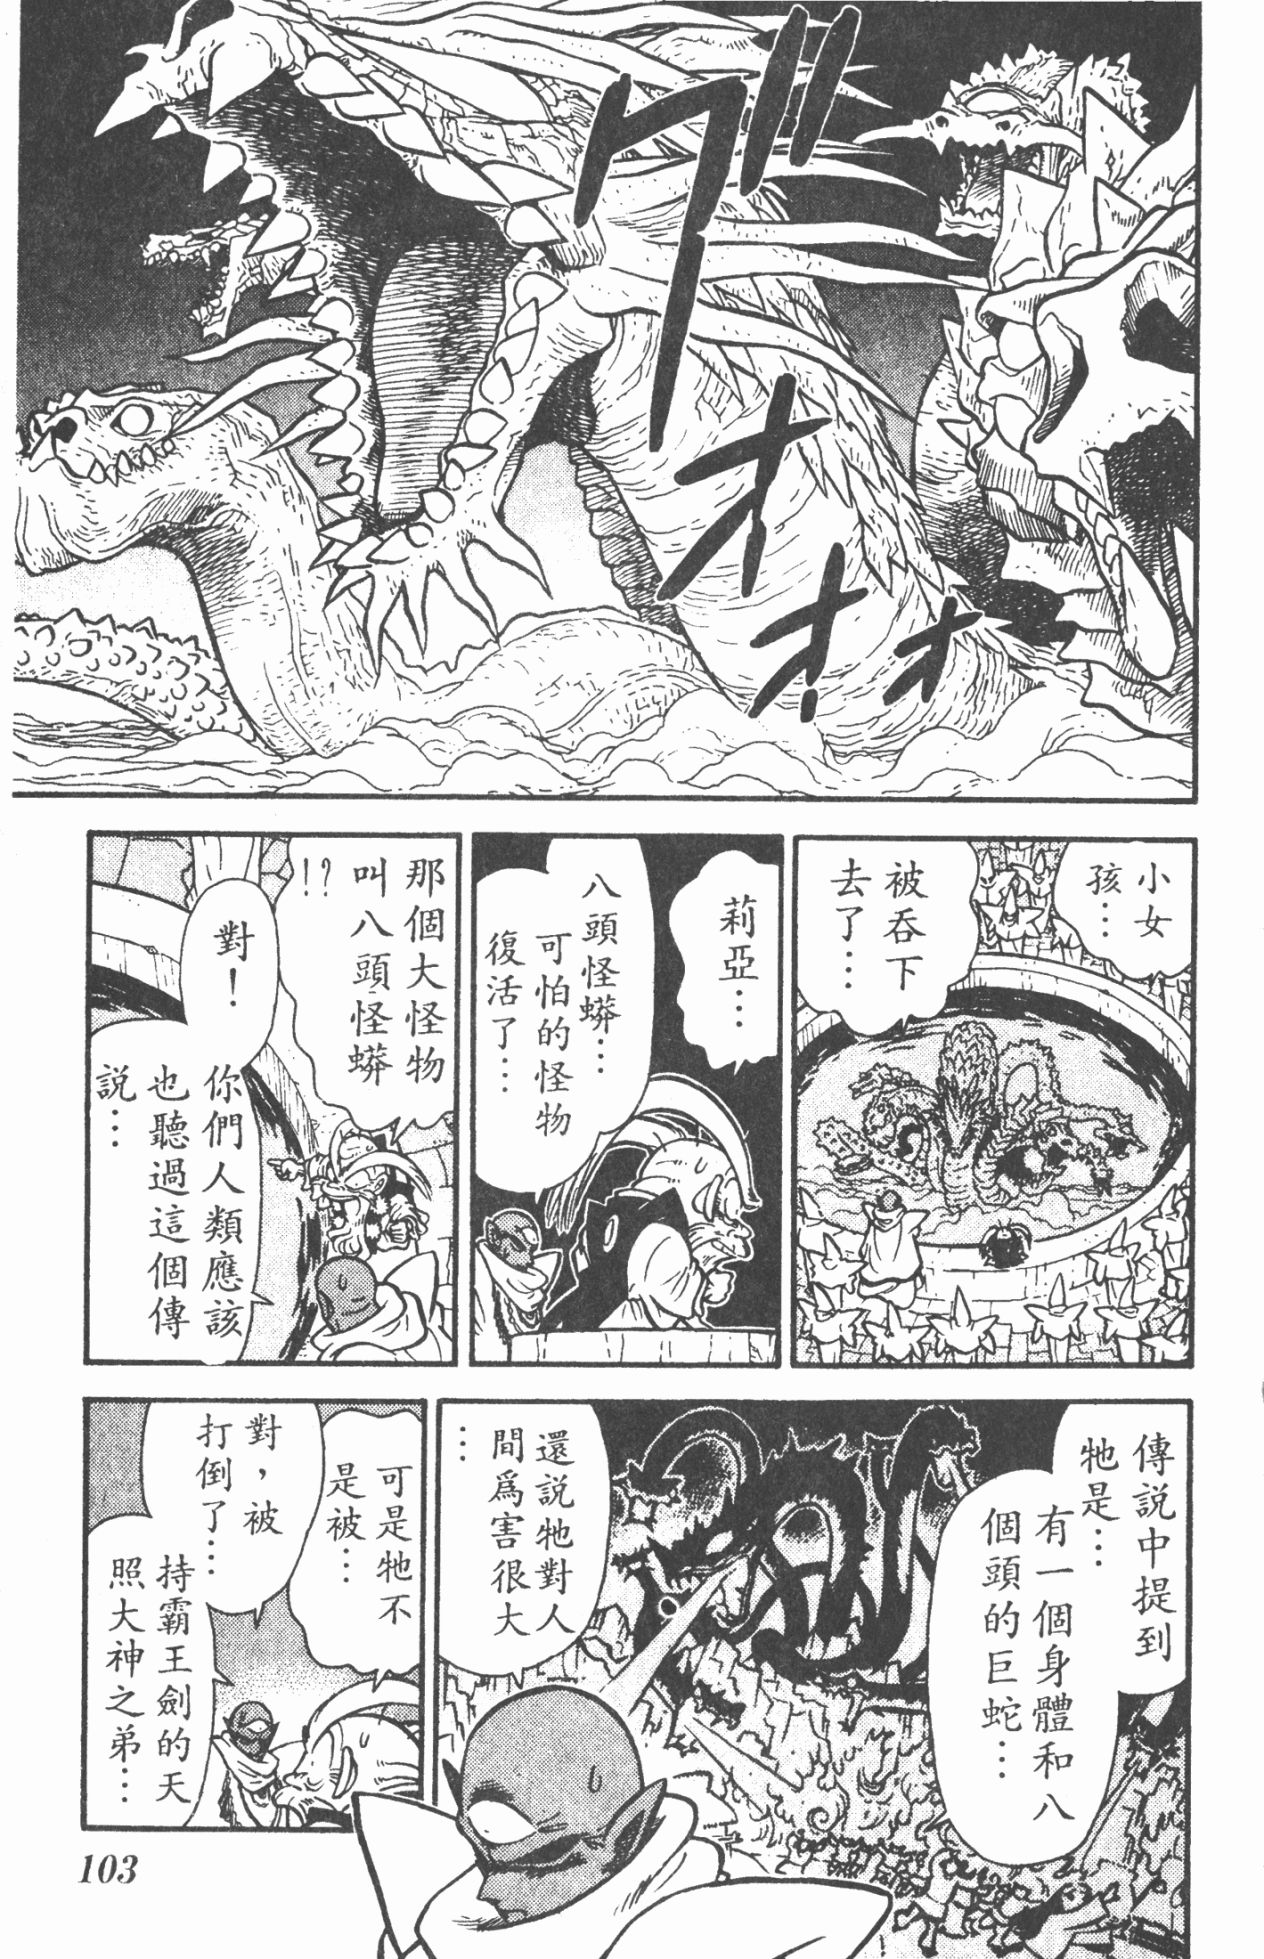 グオオオオ
小女
孩…
被吞下
去了…
莉亞…
八頭怪蟒…
可怕的怪物
復活了…
那個大怪物
叫八頭怪蟒
!?
對！
你們人類應該
也聽過這個傳
說…
傳說中提到
牠是…
有一個身體和八
個頭的巨蛇…
還說牠對人
間爲害很大
…
可是牠不
是被…
對，被
打倒了…
持霸王劍的天
照大神之弟…
103